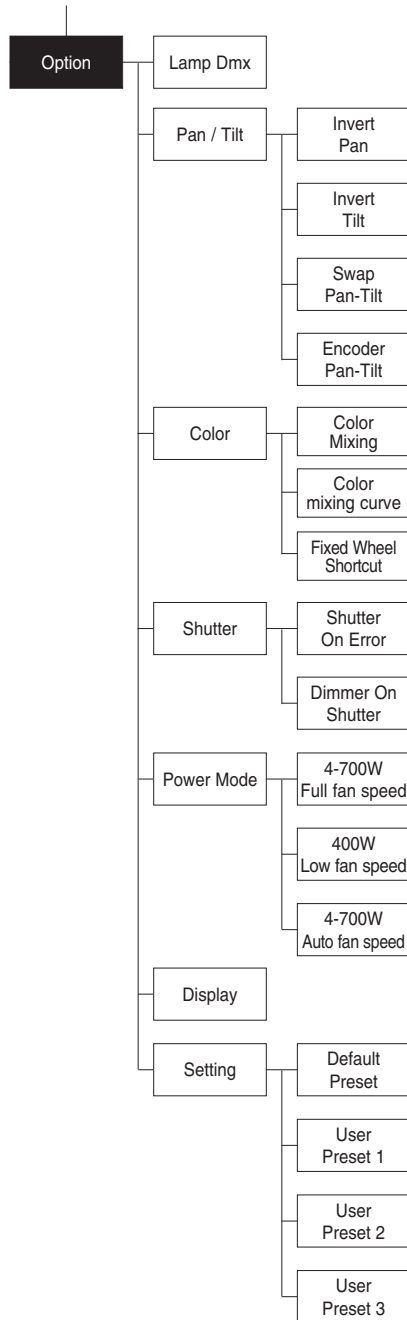 Option
Lamp Dmx
Pan / Tilt
Invert
Pan
Invert
Tilt
Swap
Pan-Tilt
Encoder
Pan-Tilt
Color
Color
Mixing
Color
mixing curve
Fixed Wheel
Shortcut
Shutter
Shutter
On Error
Dimmer On
Shutter
Power Mode
4-700W
Full fan speed
400W
Low fan speed
4-700W
Auto fan speed
Display
Setting
Default
Preset
User
Preset 1
User
Preset 2
User
Preset 3